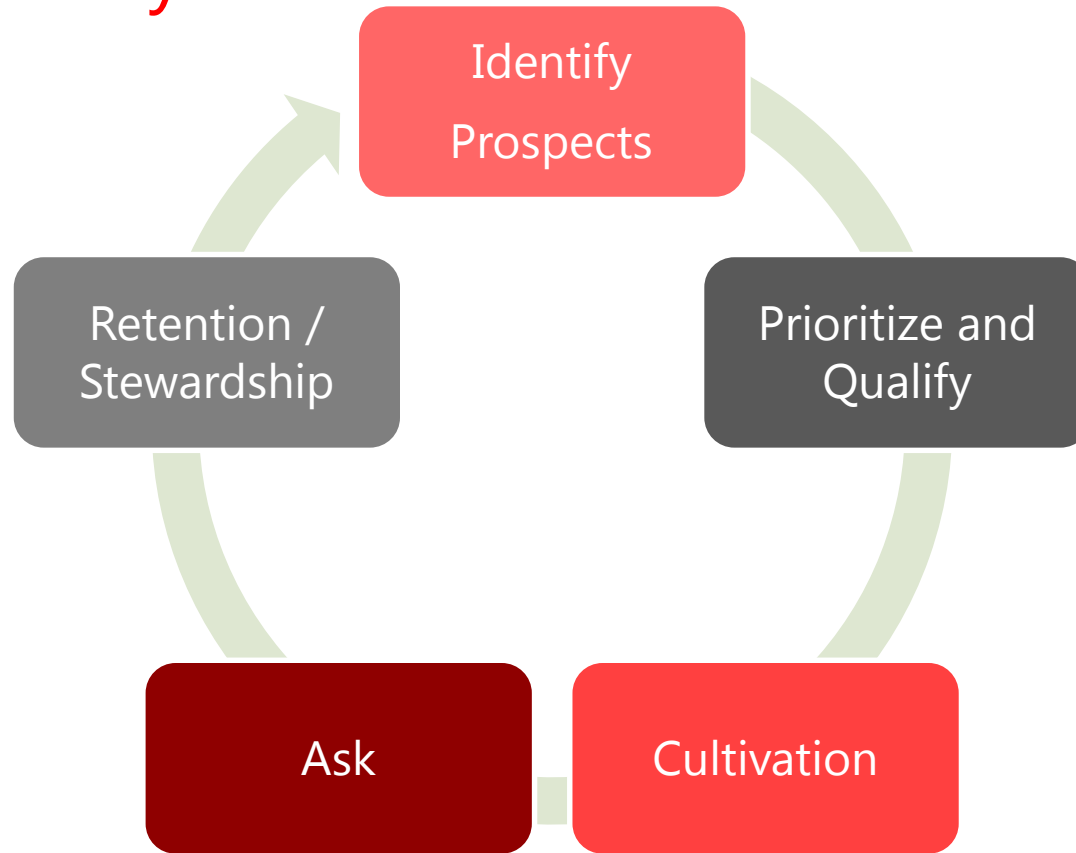 Identify
Prospects
Prioritize and
Qualify
Cultivation
Ask
Retention /
Stewardship